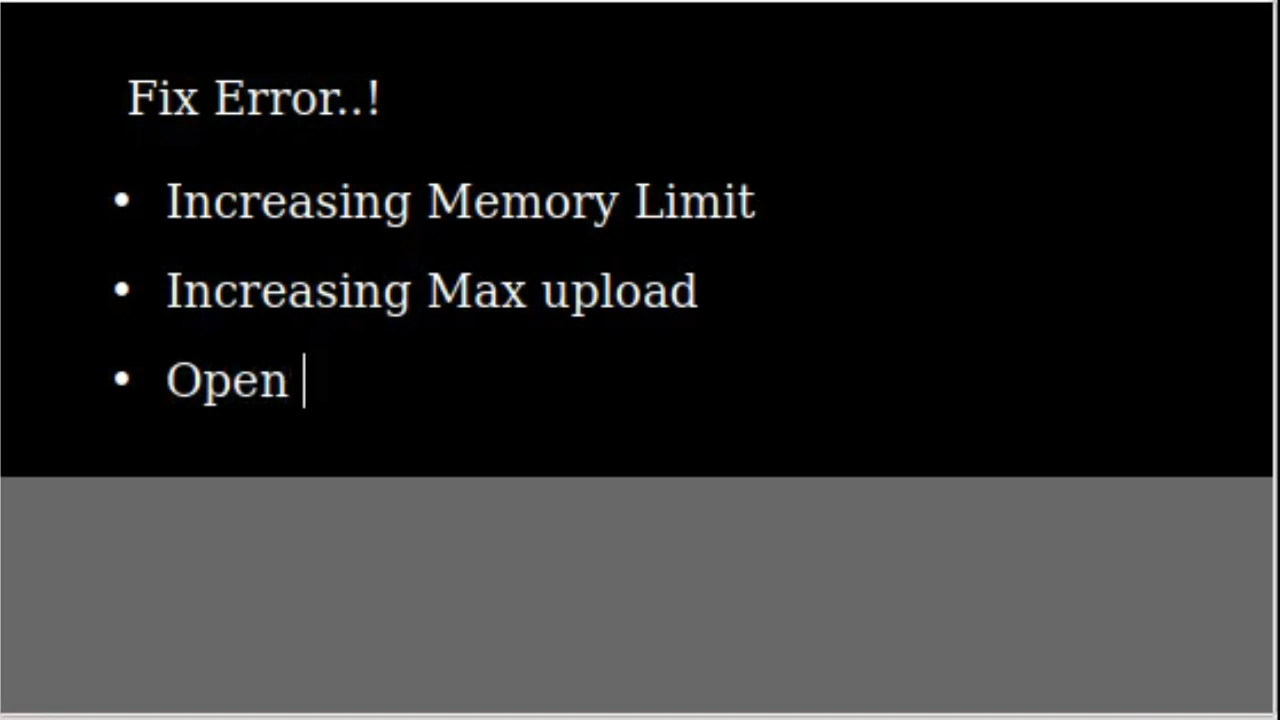 Fix Error..!
• Increasing Memory Limit
• Increasing Max upload
• Open